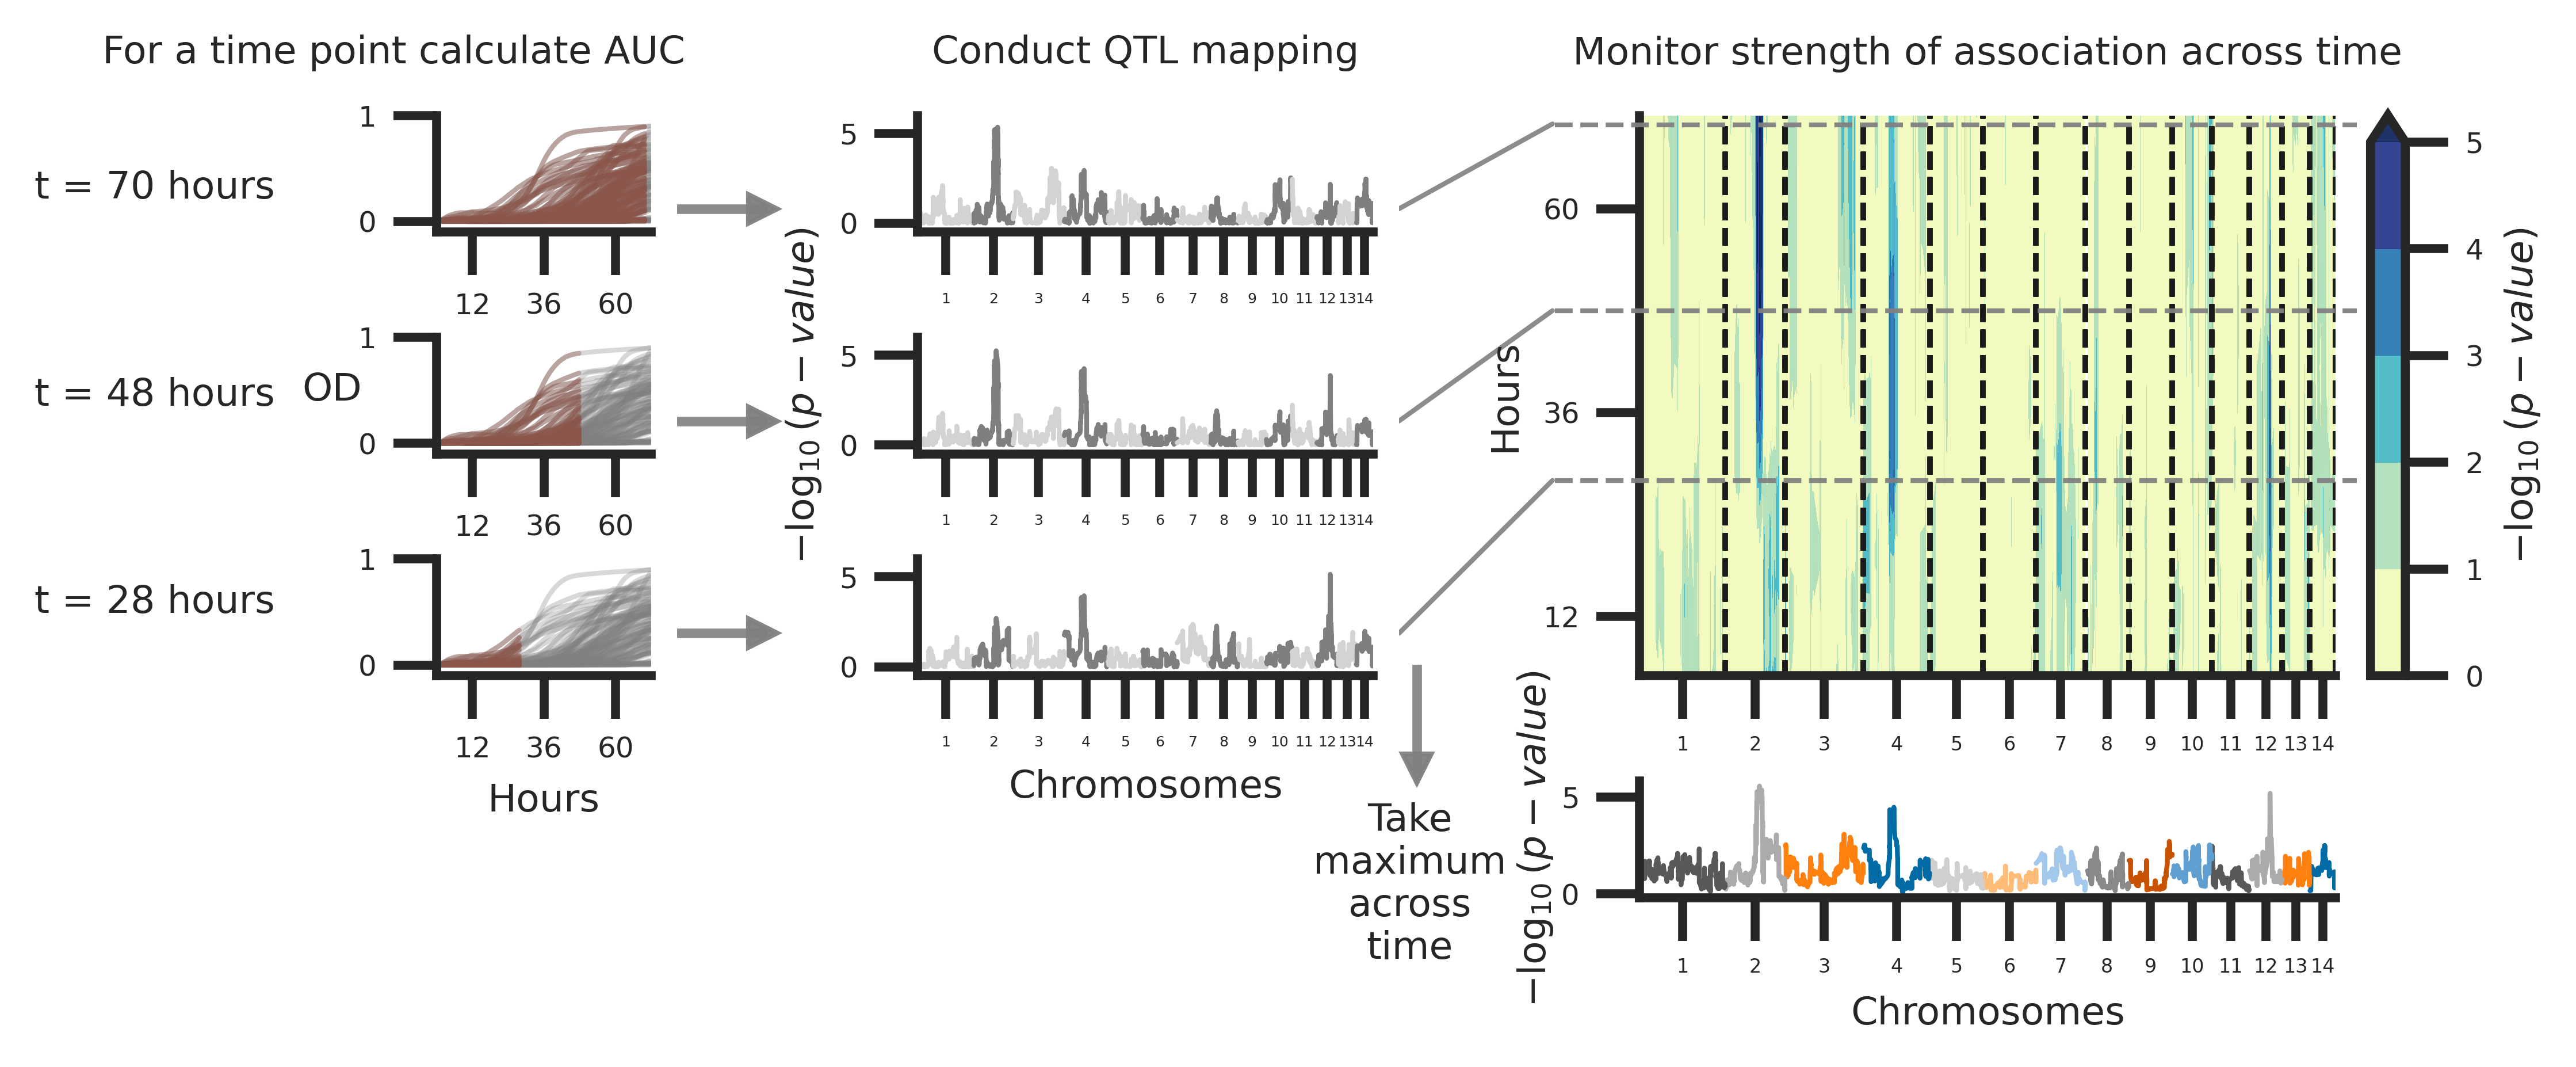 For a time point calculate AUC
Conduct QTL mapping
Monitor strength of association across time
t = 70 hours
t = 48 hours
t = 28 hours
OD
1
0
12 36 60
1
0
12 36 60
1
0
12 36 60
Hours
−log10 (p − value)
5
0
1 2 3 4 5 6 7 8 9 10 11 12 13 14
5
0
1 2 3 4 5 6 7 8 9 10 11 12 13 14
5
0
1 2 3 4 5 6 7 8 9 10 11 12 13 14
Chromosomes
Take
maximum
across
time
Hours
60
36
12
1 2 3 4 5 6 7 8 9 10 11 12 13 14
5
4
3
2
1
0
−log10 (p − value)
−log10 (p − value)
5
0
1 2 3 4 5 6 7 8 9 10 11 12 13 14
Chromosomes